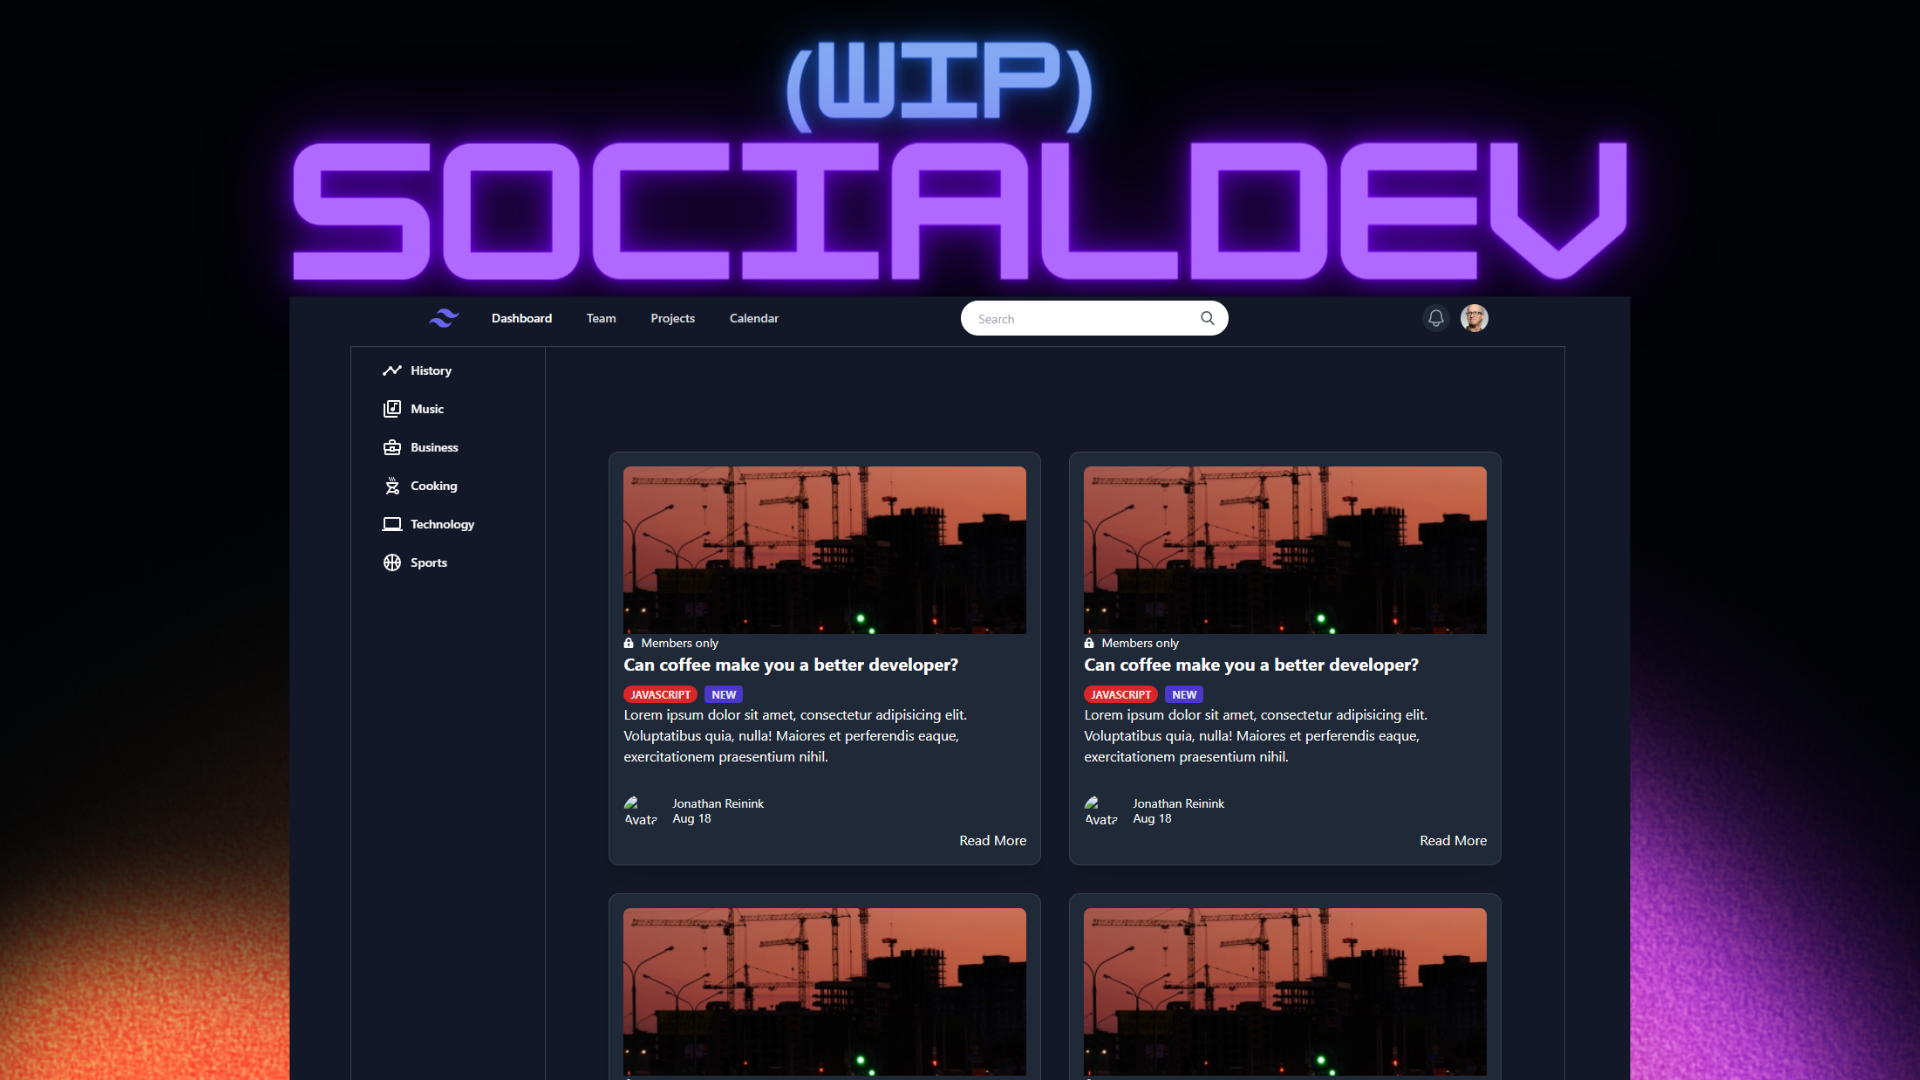 (WIP)
SOCIALDEV
Dashboard Team Projects Calendar Search
History
Music
Business
Cooking
Technology
Sports
Members only
Can coffee make you a better developer?
JAVASCRIPT NEW
Lorem ipsum dolor sit amet, consectetur adipisicing elit.
Voluptatibus quia, nulla! Maiores et perferendis eaque,
exercitationem praesentium nihil.
Avata
Jonathan Reinink
Aug 18
Read More
Members only
Can coffee make you a better developer?
JAVASCRIPT NEW
Lorem ipsum dolor sit amet, consectetur adipisicing elit.
Voluptatibus quia, nulla! Maiores et perferendis eaque,
exercitationem praesentium nihil.
Avata
Jonathan Reinink
Aug 18
Read More